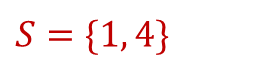 S = {1, 4}